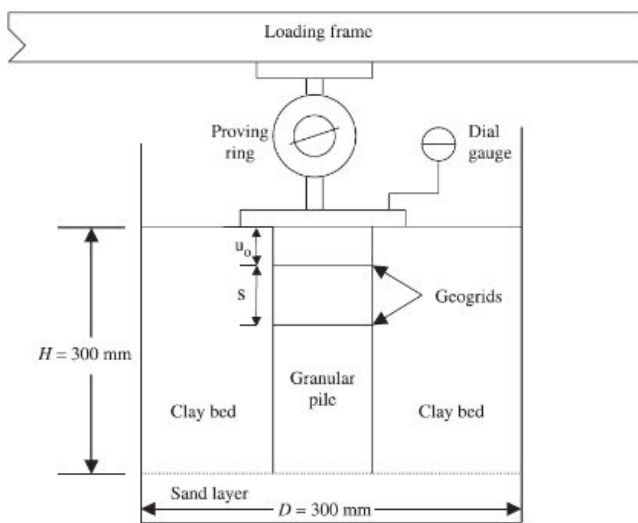 Loading frame
Proving
ring
Dial
gauge
u₀
s
Geogrids
H = 300 mm
Granular
pile
Clay bed
Clay bed
Sand layer
D = 300 mm